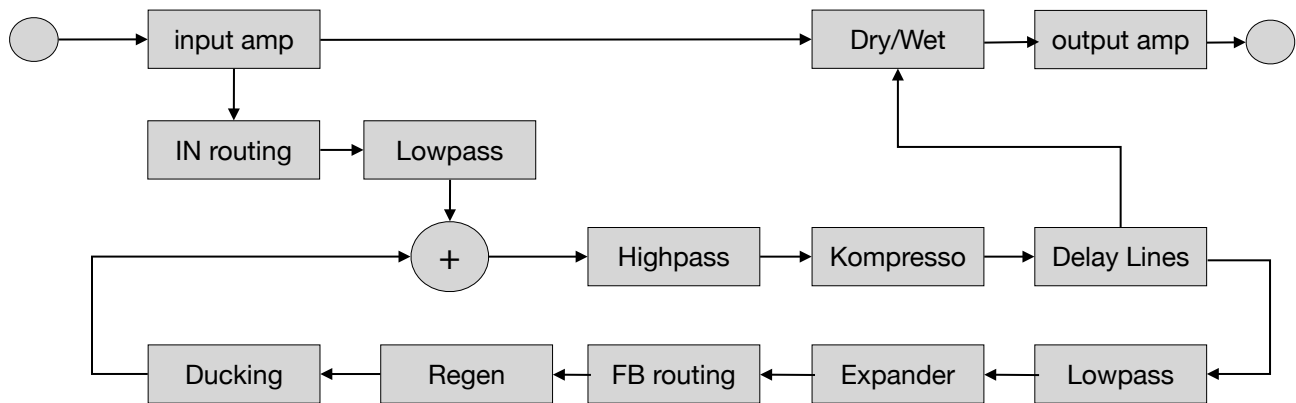 input amp
Dry/Wet
output amp
IN routing
Lowpass
+
Highpass
Kompresso
Delay Lines
Ducking
Regen
FB routing
Expander
Lowpass